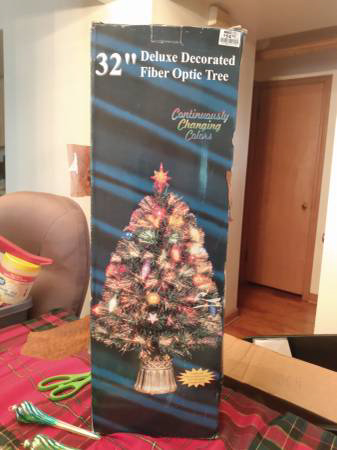 32" Deluxe Decorated
Fiber Optic Tree
Continuously
Changing
Colors